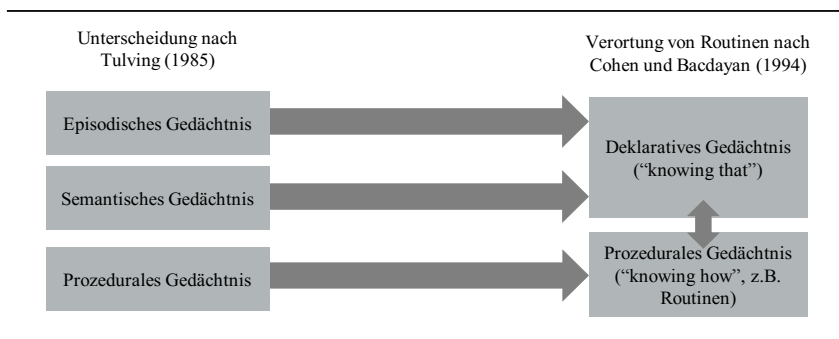 Unterscheidung nach
Tulving (1985)
Verortung von Routinen nach
Cohen und Bacdayan (1994)
Episodisches Gedächtnis
Semantisches Gedächtnis
Prozedurales Gedächtnis
Deklaratives Gedächtnis
(“knowing that”)
Prozedurales Gedächtnis
(“knowing how”, z.B.
Routinen)